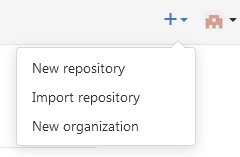 New repository
Import repository
New organization